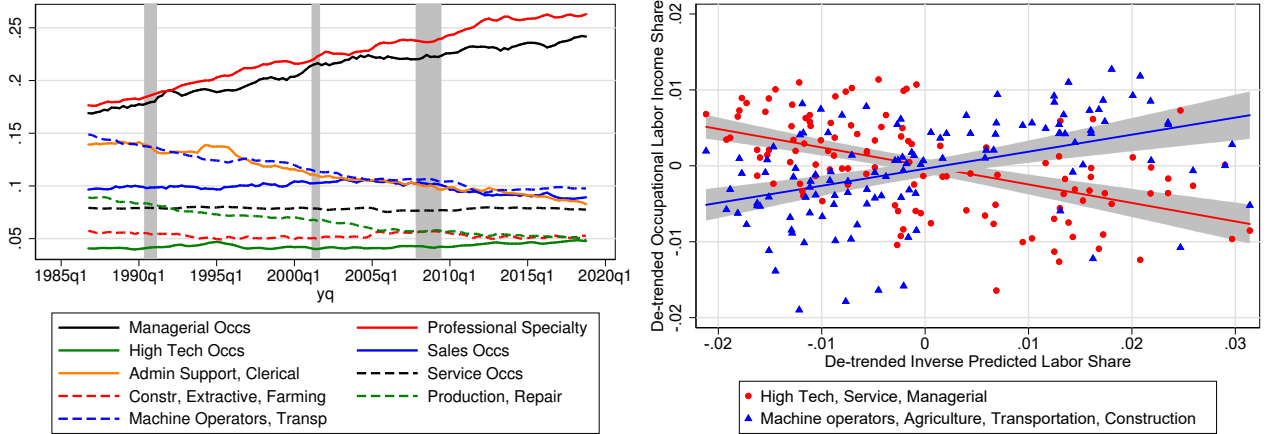 .25
.2
.15
.1
.05
1985q1 1990q1 1995q1 2000q1 2005q1 2010q1 2015q1 2020q1
yq
Managerial Occs
Professional Specialty
High Tech Occs
Sales Occs
Admin Support, Clerical
Service Occs
Constr, Extractive, Farming
Production, Repair
Machine Operators, Transp
De-trended Occupational Labor Income Share
.02
.01
0
-.01
-.02
-.02 -.01 0 .01 .02 .03
De-trended Inverse Predicted Labor Share
High Tech, Service, Managerial
Machine operators, Agriculture, Transportation, Construction